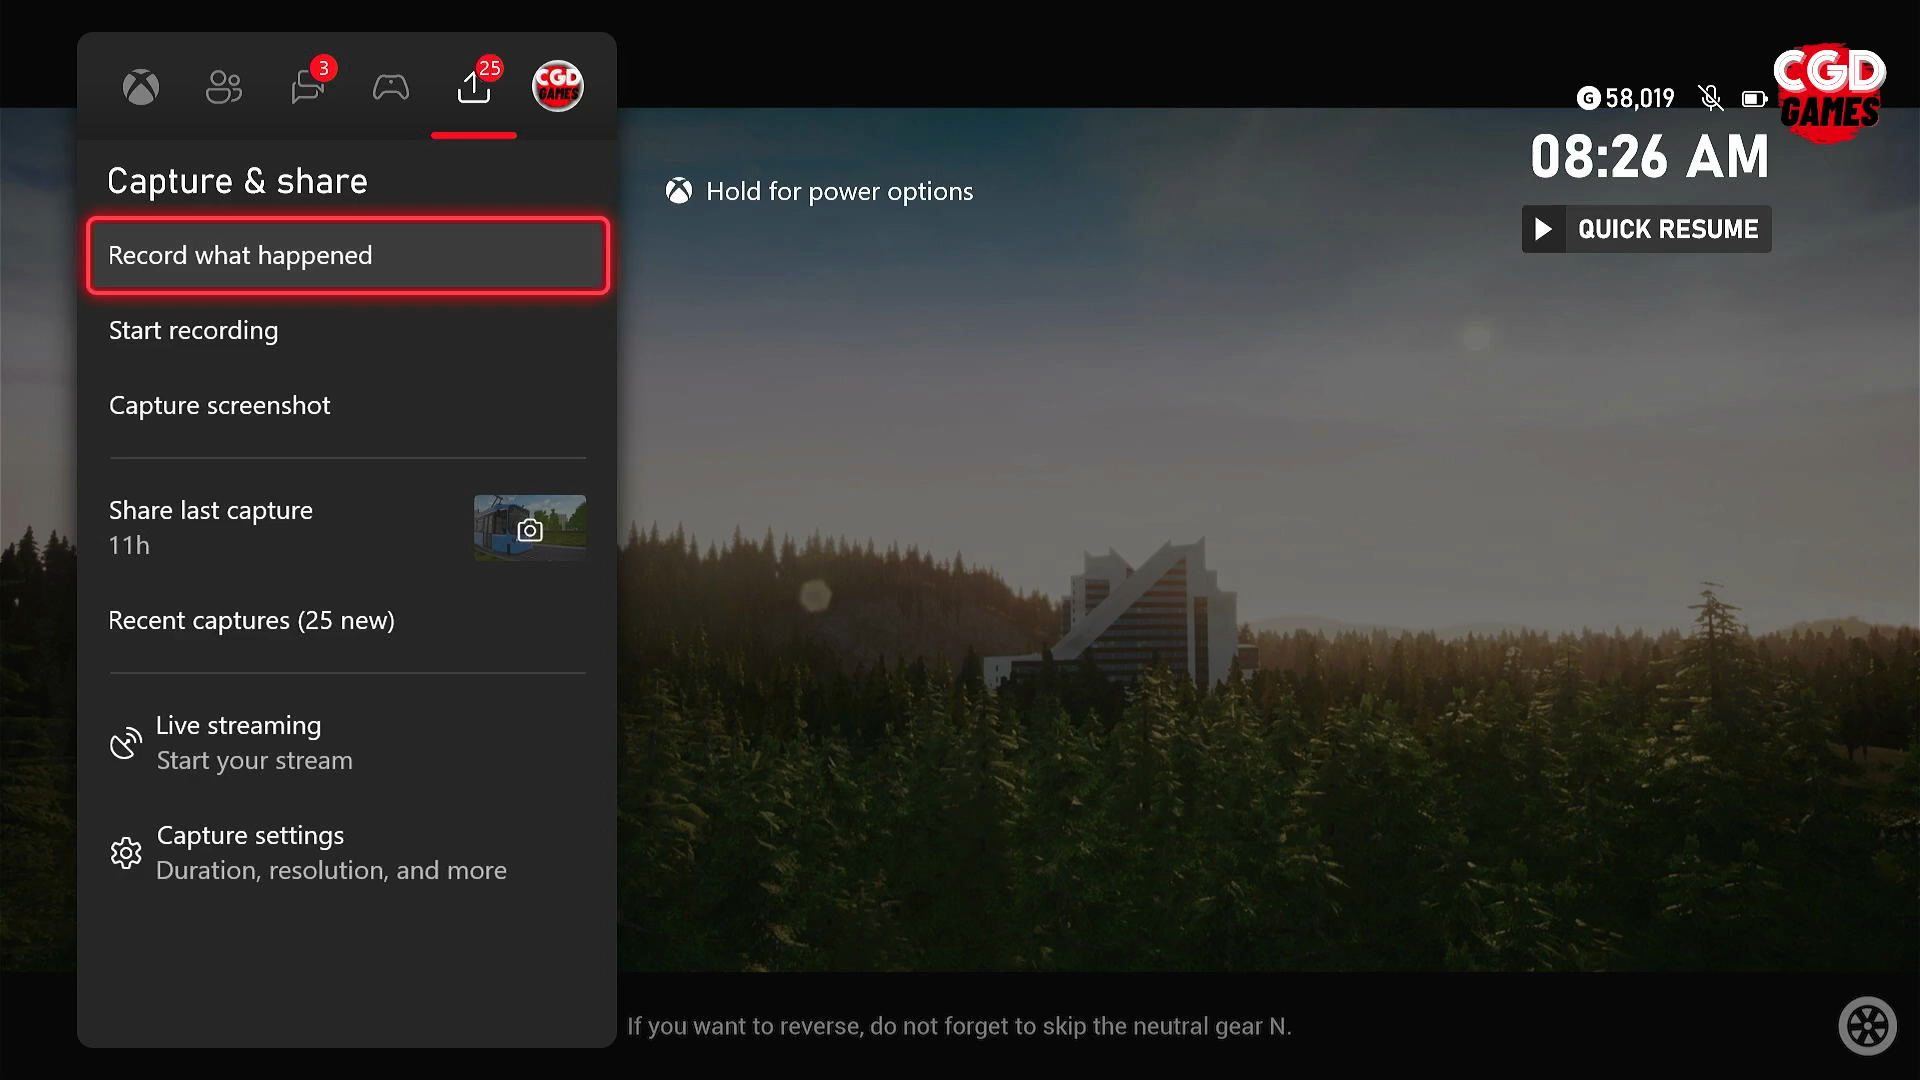 3
25
CGD
GAMES
Capture & share
Record what happened
Start recording
Capture screenshot
Share last capture
11h
Recent captures (25 new)
Live streaming
Start your stream
Capture settings
Duration, resolution, and more
Hold for power options
G 58,019
CGD
GAMES
08:26 AM
QUICK RESUME
If you want to reverse, do not forget to skip the neutral gear N.